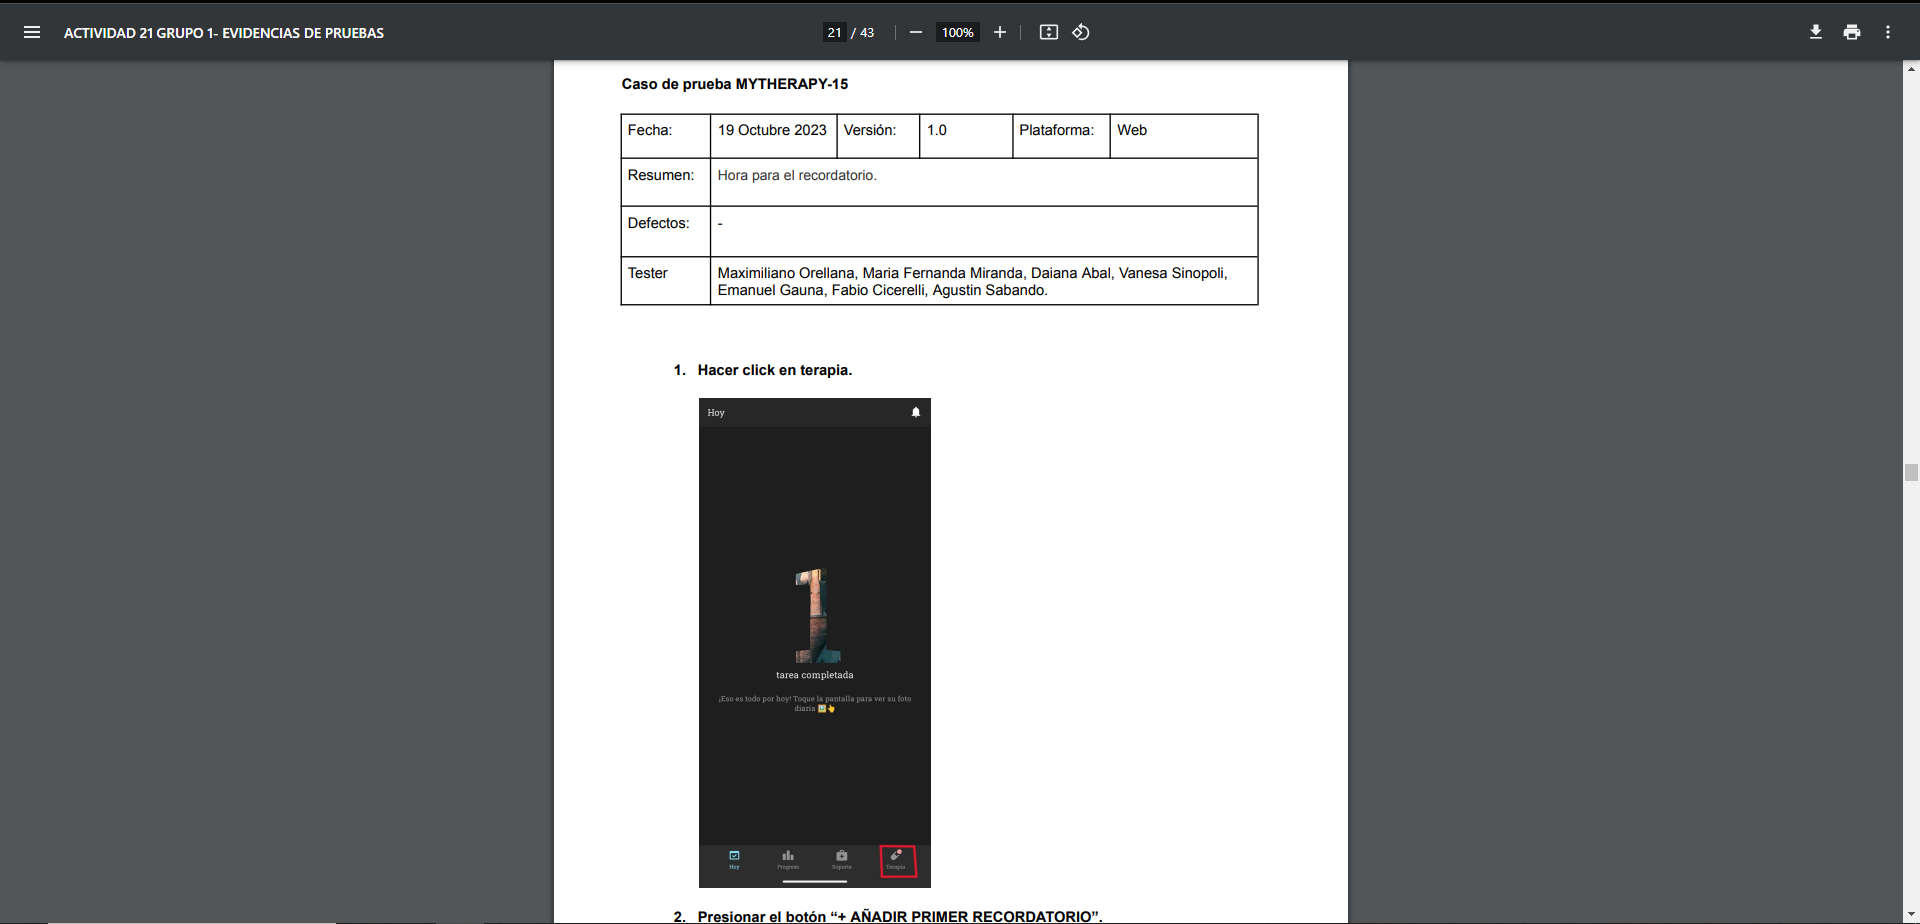 ACTIVIDAD 21 GRUPO 1- EVIDENCIAS DE PRUEBAS
21 / 43
100%
Caso de prueba MYTHERAPY-15
Fecha: 19 Octubre 2023 Versión: 1.0 Plataforma: Web
Resumen: Hora para el recordatorio.
Defectos: -
Tester Maximiliano Orellana, Maria Fernanda Miranda, Daiana Abal, Vanesa Sinopoli,
Emanuel Gauna, Fabio Cicerelli, Agustin Sabando.
1. Hacer click en terapia.
Hoy
1
tarea completada
¡Eso es todo por hoy! Toque la pantalla para ver su foto
diaria
Hoy Progreso Soporte Terapia
2. Presionar el botón “+ AÑADIR PRIMER RECORDATORIO”.